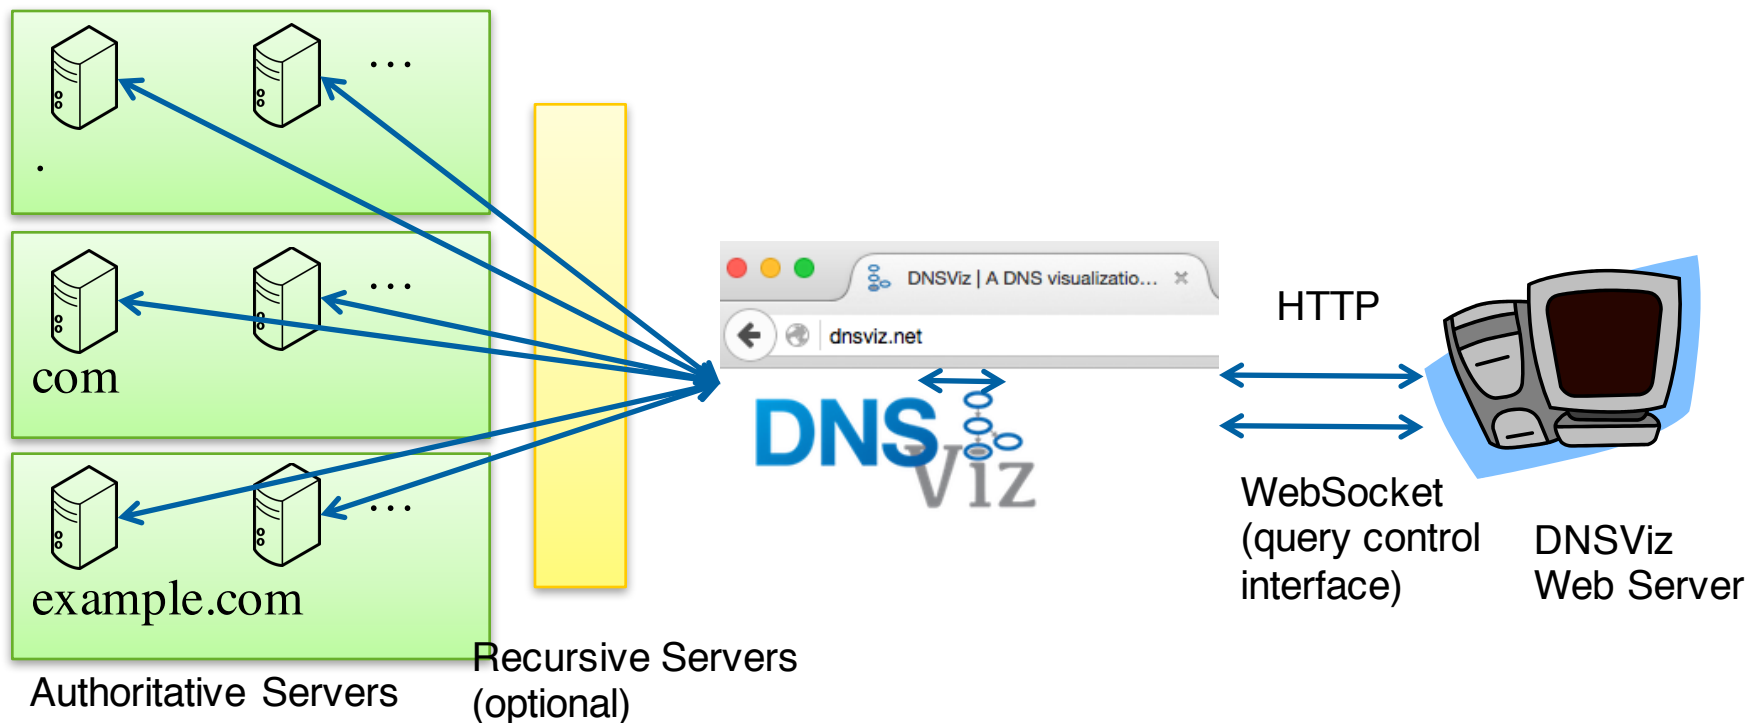 …
.
…
com
…
example.com
Authoritative Servers
Recursive Servers
(optional)
DNSViz | A DNS visualizatio...
dnsviz.net
DNS
Viz
HTTP
WebSocket
(query control
interface)
DNSViz
Web Server